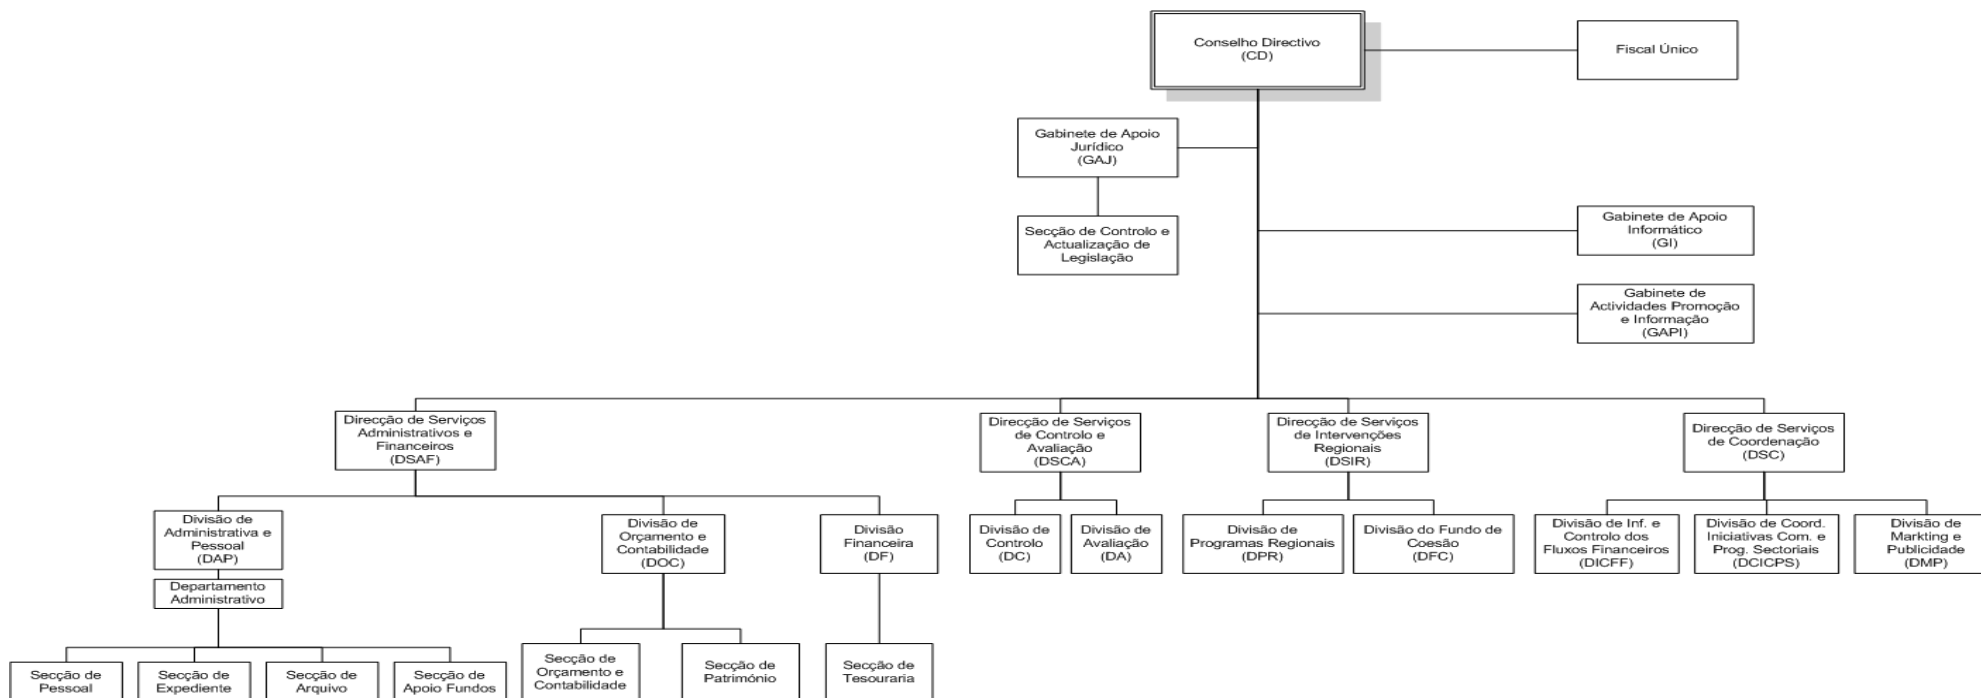 Conselho Directivo
(CD)
Fiscal Único
Gabinete de Apoio
Jurídico
(GAJ)
Secção de Controlo e
Actualização de
Legislação
Gabinete de Apoio
Informático
(GI)
Gabinete de
Actividades Promoção
e Informação
(GAPI)
Direcção de Serviços
Administrativos e
Financeiros
(DSAF)
Direcção de Serviços
de Controlo e
Avaliação
(DSCA)
Direcção de Serviços
de Intervenções
Regionais
(DSIR)
Direcção de Serviços
de Coordenação
(DSC)
Divisão de
Administrativa e
Pessoal
(DAP)
Divisão de
Orçamento e
Contabilidade
(DOC)
Divisão
Financeira
(DF)
Divisão de
Controlo
(DC)
Divisão de
Avaliação
(DA)
Divisão de
Programas Regionais
(DPR)
Divisão do Fundo de
Coesão
(DFC)
Divisão de Inf. e
Controlo dos
Fluxos Financeiros
(DICFF)
Divisão de Coord.
Iniciativas Com. e
Prog. Sectoriais
(DCICPS)
Divisão de
Markting e
Publicidade
(DMP)
Departamento
Administrativo
Secção de
Pessoal
Secção de
Expediente
Secção de
Arquivo
Secção de
Apoio Fundos
Secção de
Orçamento e
Contabilidade
Secção de
Património
Secção de
Tesouraria